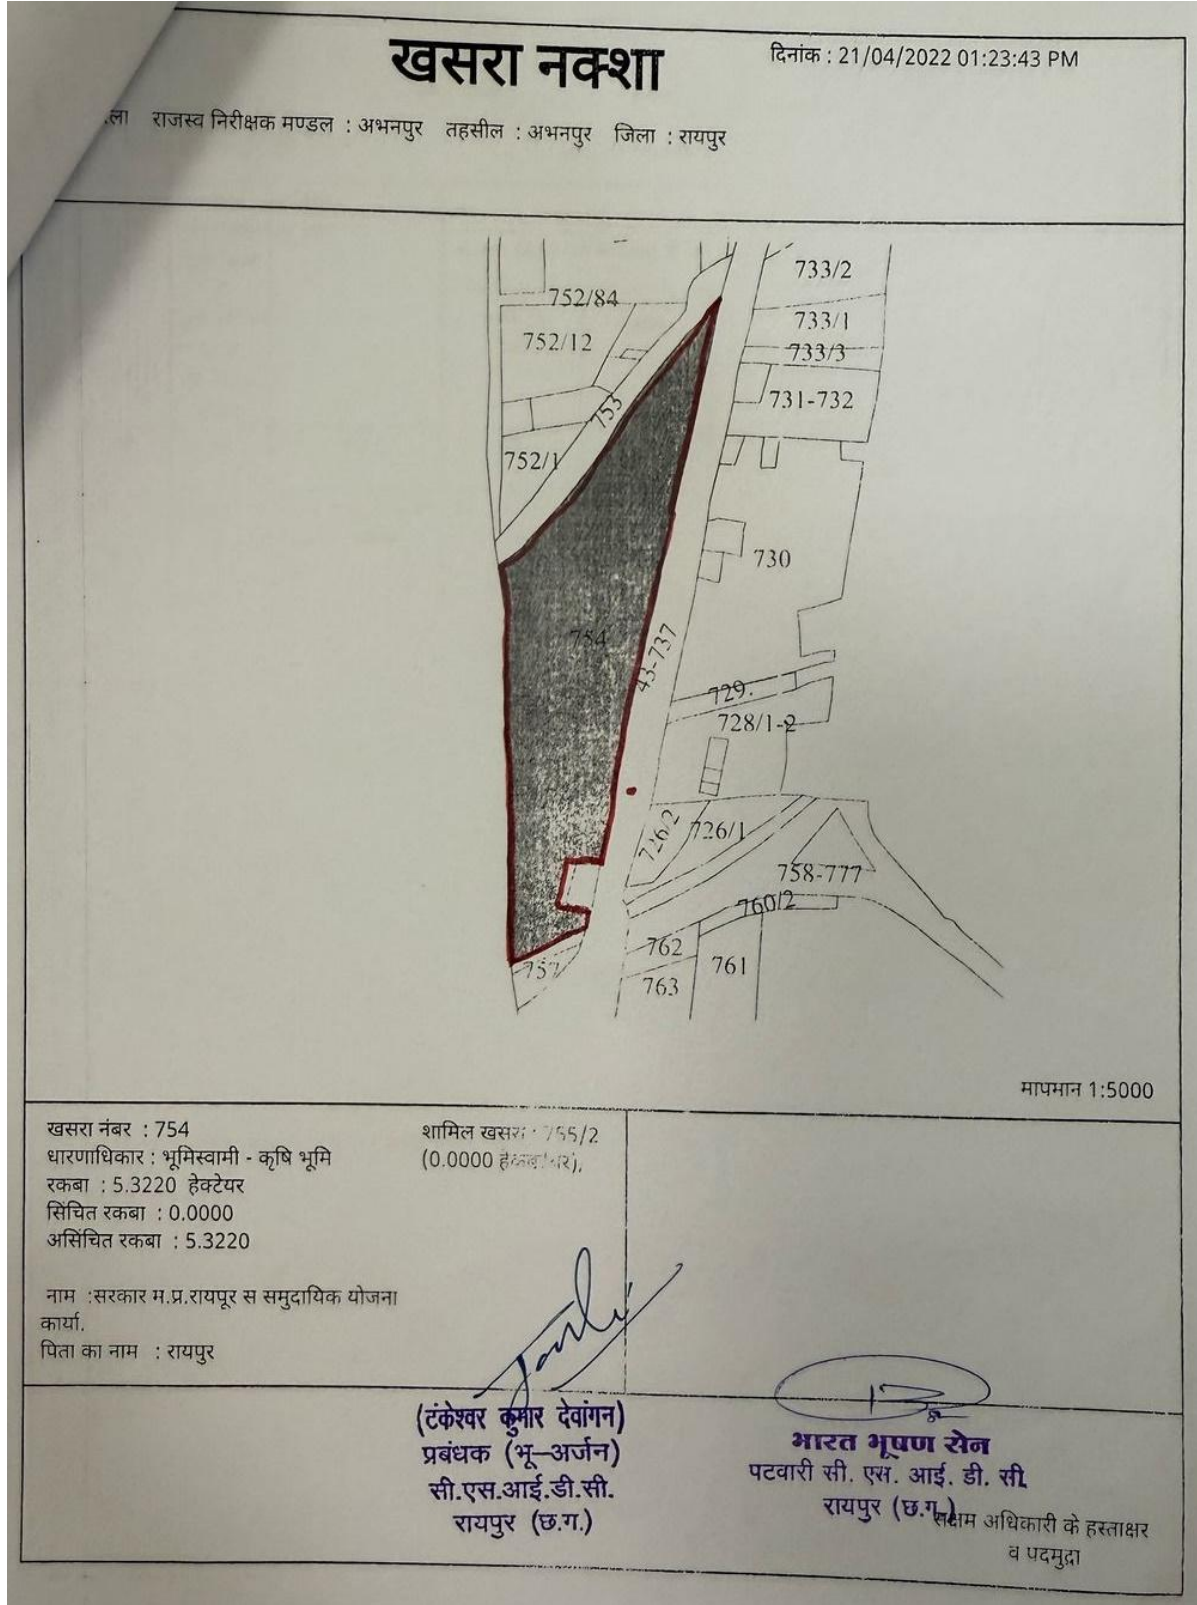 खसरा नक्शा
दिनांक : 21/04/2022 01:23:43 PM
राजस्व निरीक्षक मण्डल : अभनपुर तहसील : अभनपुर जिला : रायपुर
733/2
752/84
733/1
752/12
733/3
731-732
753
752/1
730
754
43-737
729.
728/1-2
726/2
726/1
758-777
760/2
762
761
757
763
मापमान 1:5000
खसरा नंबर : 754
धारणाधिकार : भूमिस्वामी - कृषि भूमि
रकबा : 5.3220 हेक्टेयर
सिंचित रकबा : 0.0000
असिंचित रकबा : 5.3220
शामिल खसरा : 755/2
(0.0000 हेक्टेयर),
नाम :सरकार म.प्र.रायपूर स समुदायिक योजना
कार्या.
पिता का नाम : रायपुर
(टंकेश्वर कुमार देवांगन)
प्रबंधक (भू–अर्जन)
सी.एस.आई.डी.सी.
रायपुर (छ.ग.)
भारत भूषण सेन
पटवारी सी. एस. आई. डी. सी
रायपुर (छ.ग.)
सक्षम अधिकारी के हस्ताक्षर
व पदमुद्रा